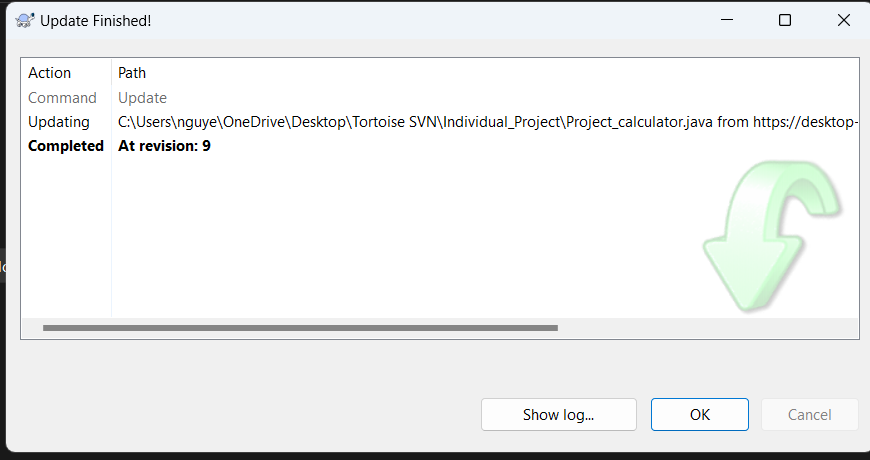 Update Finished!
Action Path
Command Update
Updating C:\Users\nguye\OneDrive\Desktop\Tortoise SVN\Individual_Project\Project_calculator.java from https://desktop-
Completed At revision: 9
Show log... OK Cancel